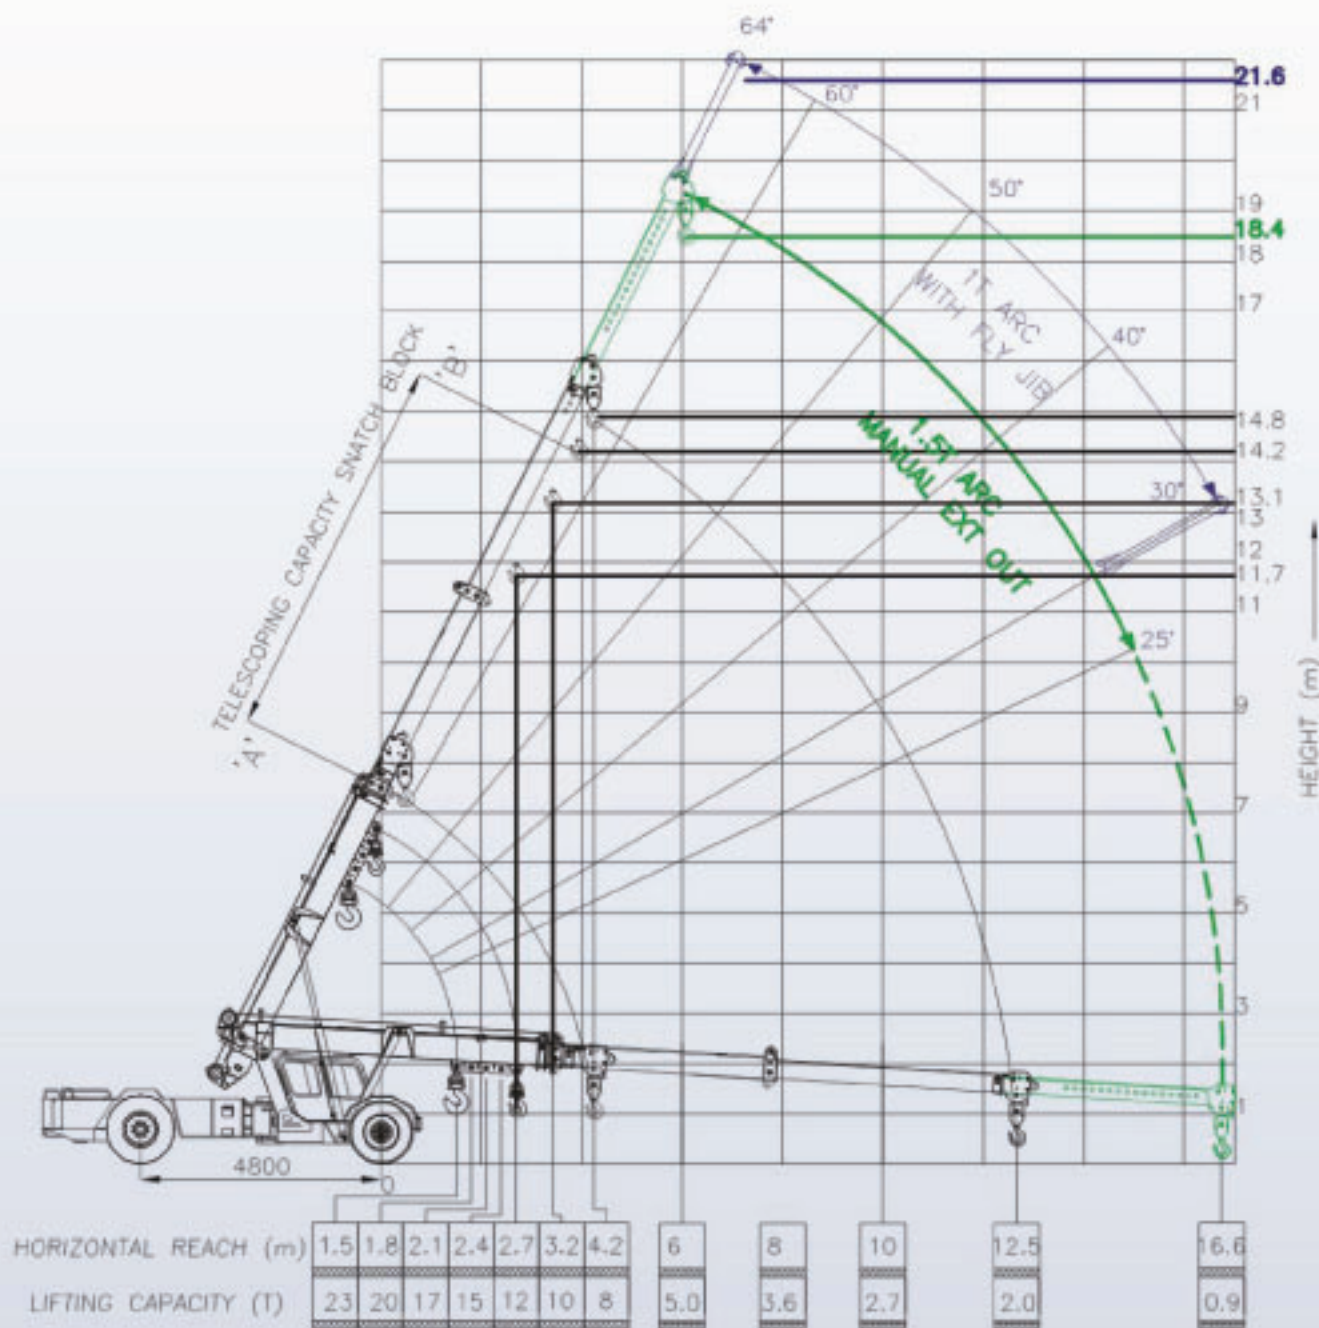 64°
21.6
60°
21
50°
19
18.4
18
1T ARC
WITH FLY JIB
17
40°
TELESCOPING CAPACITY SNATCH BLOCK
'B'
14.8
1.5T ARC
MANUAL EXT OUT
14.2
30°
13.1
13
12
11.7
11
25°
9
'A'
HEIGHT (m)
7
5
3
1
4800
0
HORIZONTAL REACH (m) 1.5 1.8 2.1 2.4 2.7 3.2 4.2 6 8 10 12.5 16.6
LIFTING CAPACITY (T) 23 20 17 15 12 10 8 5.0 3.6 2.7 2.0 0.9